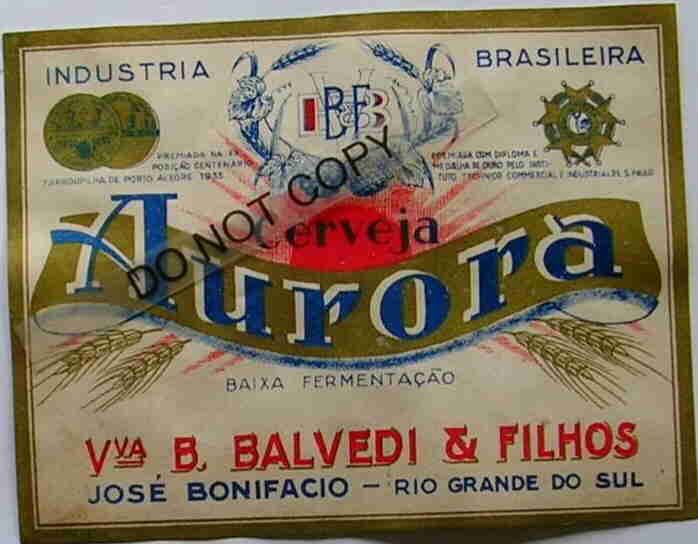 INDUSTRIA BRASILEIRA
BF&B
PREMIADA NA EX
POSIÇÃO CENTENARIO
FARROUPILHA DE PORTO ALEGRE 1935
PREMIADA COM DIPLOMA E
MEDALHA DE OURO PELO INSTI-
TUTO TECHNICO COMMERCIAL E INDUSTRIAL DE S. PAULO
DO NOT COPY
Cerveja
Aurora
BAIXA FERMENTAÇÃO
Vva B. BALVEDI & FILHOS
JOSÉ BONIFACIO – RIO GRANDE DO SUL